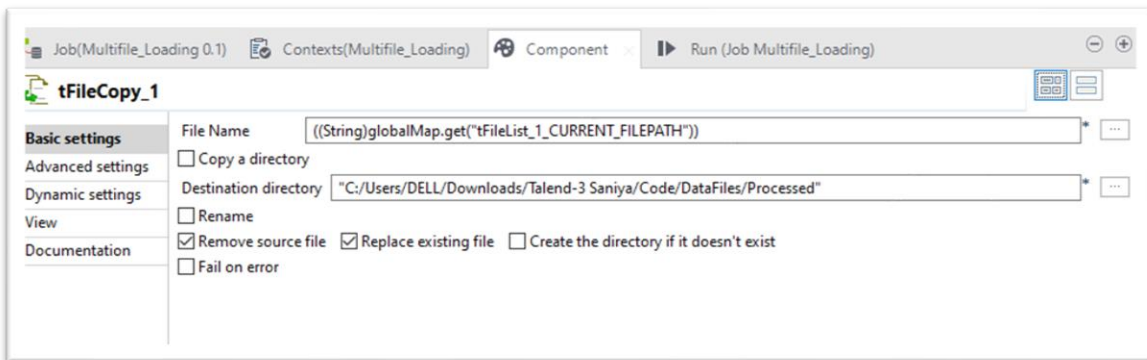 Job(Multifile_Loading 0.1) Contexts(Multifile_Loading) Component Run (Job Multifile_Loading)
tFileCopy_1
Basic settings
Advanced settings
Dynamic settings
View
Documentation
File Name ((String)globalMap.get("tFileList_1_CURRENT_FILEPATH")) * ...
Copy a directory
Destination directory "C:/Users/DELL/Downloads/Talend-3 Saniya/Code/DataFiles/Processed" * ...
Rename
Remove source file Replace existing file Create the directory if it doesn't exist
Fail on error